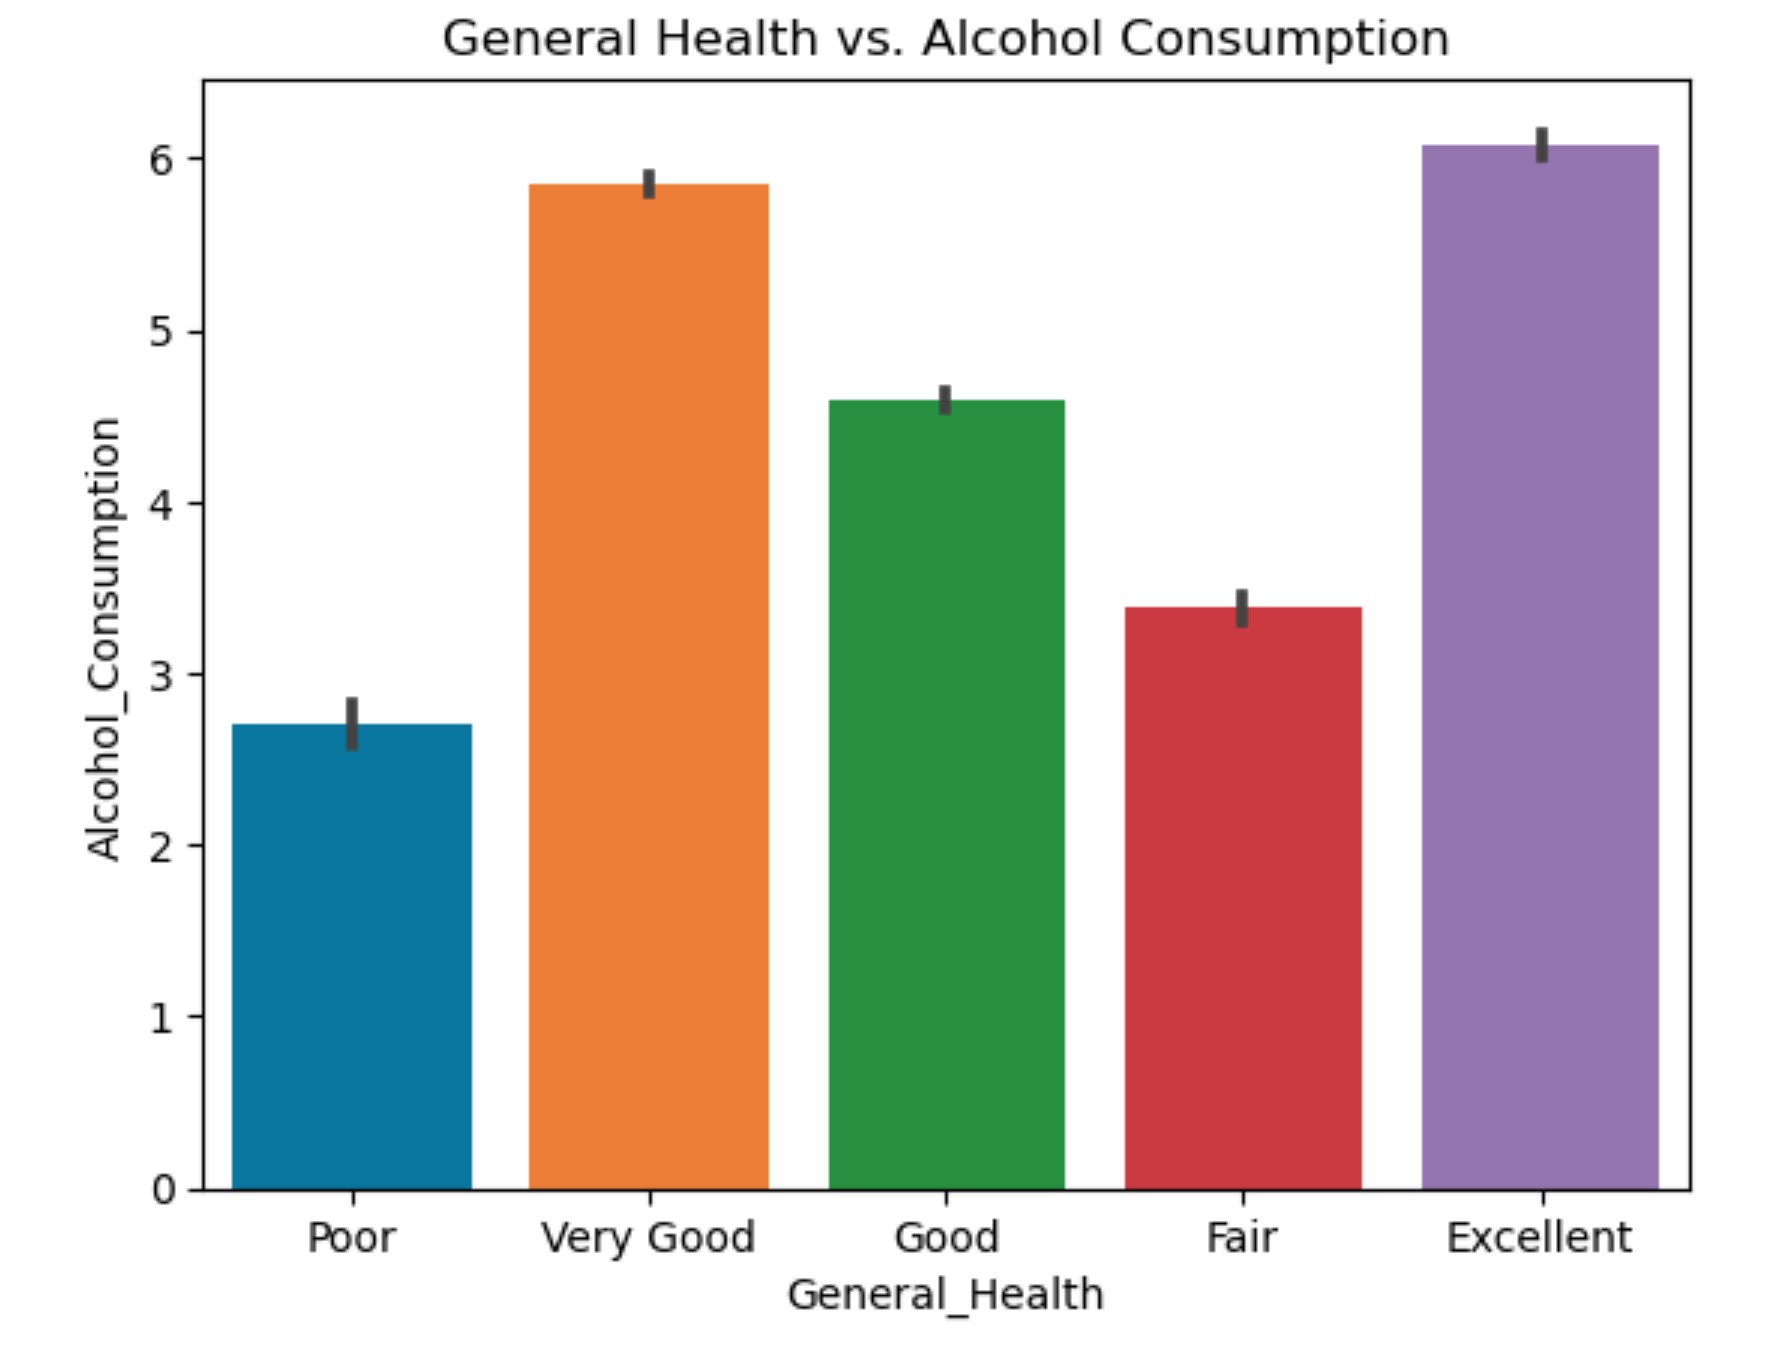 General Health vs. Alcohol Consumption
Alcohol_Consumption
6
5
4
3
2
1
0
Poor Very Good Good Fair Excellent
General_Health